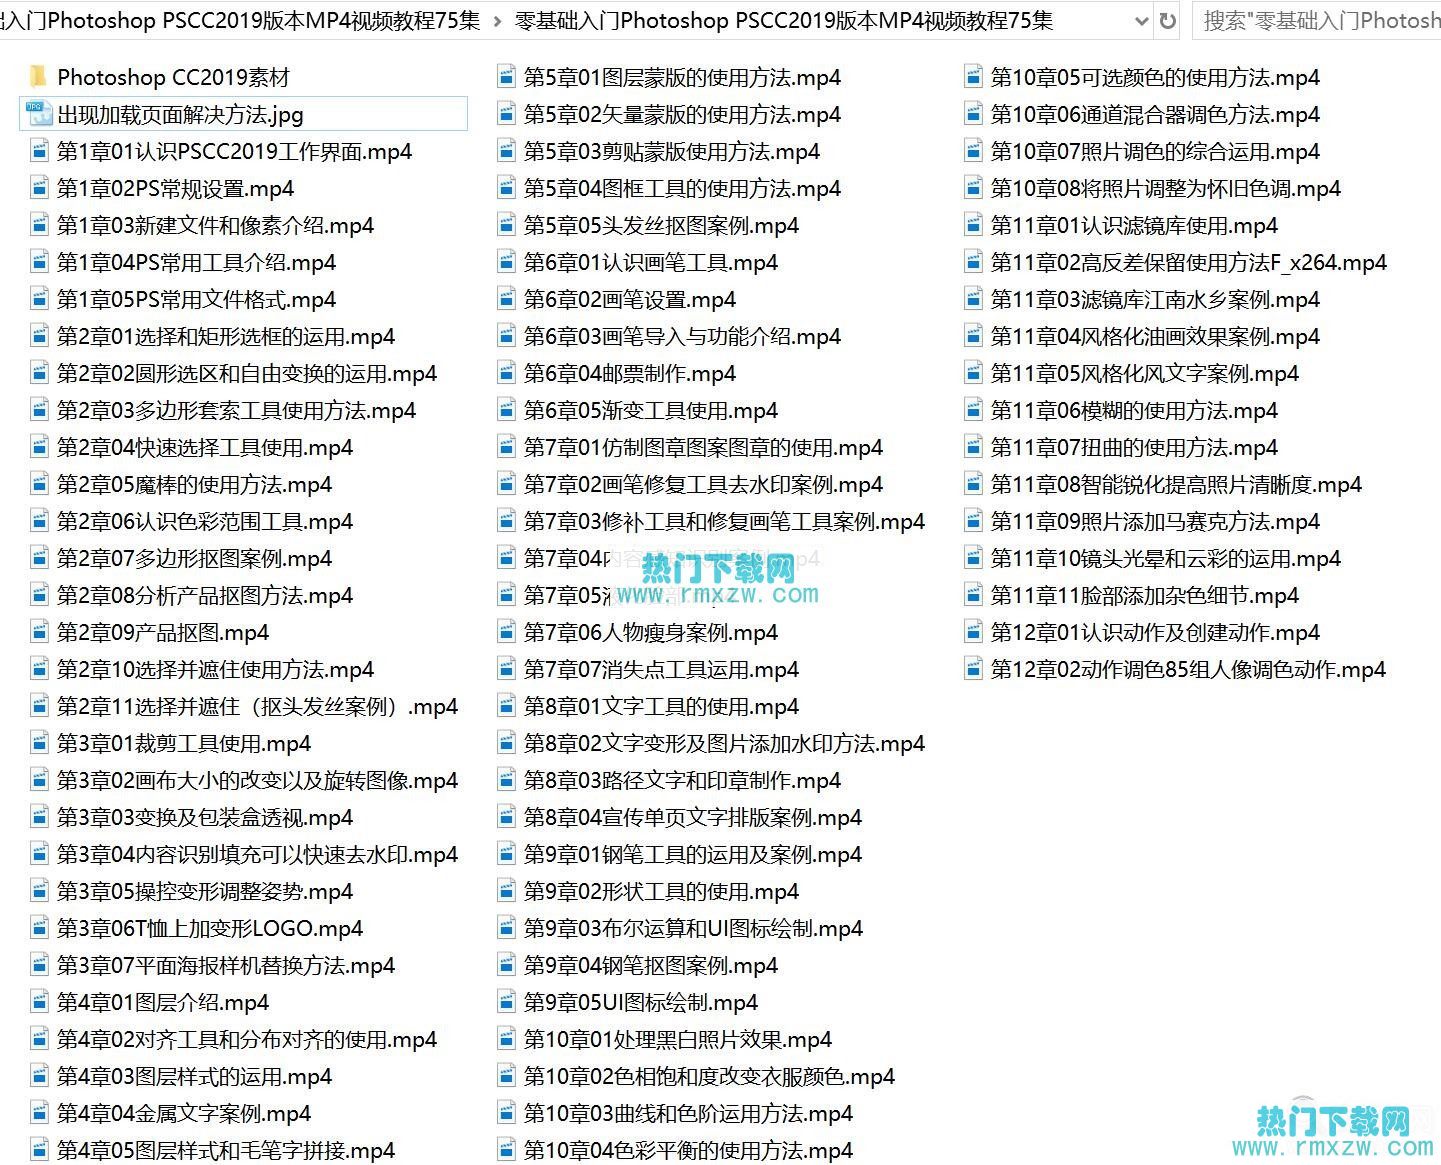 入门Photoshop PSCC2019版本MP4视频教程75集 › 零基础入门Photoshop PSCC2019版本MP4视频教程75集
搜索"零基础入门Photosh
Photoshop CC2019素材
出现加载页面解决方法.jpg
第1章01认识PSCC2019工作界面.mp4
第1章02PS常规设置.mp4
第1章03新建文件和像素介绍.mp4
第1章04PS常用工具介绍.mp4
第1章05PS常用文件格式.mp4
第2章01选择和矩形选框的运用.mp4
第2章02圆形选区和自由变换的运用.mp4
第2章03多边形套索工具使用方法.mp4
第2章04快速选择工具使用.mp4
第2章05魔棒的使用方法.mp4
第2章06认识色彩范围工具.mp4
第2章07多边形抠图案例.mp4
第2章08分析产品抠图方法.mp4
第2章09产品抠图.mp4
第2章10选择并遮住使用方法.mp4
第2章11选择并遮住（抠头发丝案例）.mp4
第3章01裁剪工具使用.mp4
第3章02画布大小的改变以及旋转图像.mp4
第3章03变换及包装盒透视.mp4
第3章04内容识别填充可以快速去水印.mp4
第3章05操控变形调整姿势.mp4
第3章06T恤上加变形LOGO.mp4
第3章07平面海报样机替换方法.mp4
第4章01图层介绍.mp4
第4章02对齐工具和分布对齐的使用.mp4
第4章03图层样式的运用.mp4
第4章04金属文字案例.mp4
第4章05图层样式和毛笔字拼接.mp4
第5章01图层蒙版的使用方法.mp4
第5章02矢量蒙版的使用方法.mp4
第5章03剪贴蒙版使用方法.mp4
第5章04图框工具的使用方法.mp4
第5章05头发丝抠图案例.mp4
第6章01认识画笔工具.mp4
第6章02画笔设置.mp4
第6章03画笔导入与功能介绍.mp4
第6章04邮票制作.mp4
第6章05渐变工具使用.mp4
第7章01仿制图章图案图章的使用.mp4
第7章02画笔修复工具去水印案例.mp4
第7章03修补工具和修复画笔工具案例.mp4
第7章04内容
热门下载网
第7章05
www.rmxzw.com
第7章06人物瘦身案例.mp4
第7章07消失点工具运用.mp4
第8章01文字工具的使用.mp4
第8章02文字变形及图片添加水印方法.mp4
第8章03路径文字和印章制作.mp4
第8章04宣传单页文字排版案例.mp4
第9章01钢笔工具的运用及案例.mp4
第9章02形状工具的使用.mp4
第9章03布尔运算和UI图标绘制.mp4
第9章04钢笔抠图案例.mp4
第9章05UI图标绘制.mp4
第10章01处理黑白照片效果.mp4
第10章02色相饱和度改变衣服颜色.mp4
第10章03曲线和色阶运用方法.mp4
第10章04色彩平衡的使用方法.mp4
第10章05可选颜色的使用方法.mp4
第10章06通道混合器调色方法.mp4
第10章07照片调色的综合运用.mp4
第10章08将照片调整为怀旧色调.mp4
第11章01认识滤镜库使用.mp4
第11章02高反差保留使用方法F_x264.mp4
第11章03滤镜库江南水乡案例.mp4
第11章04风格化油画效果案例.mp4
第11章05风格化风文字案例.mp4
第11章06模糊的使用方法.mp4
第11章07扭曲的使用方法.mp4
第11章08智能锐化提高照片清晰度.mp4
第11章09照片添加马赛克方法.mp4
第11章10镜头光晕和云彩的运用.mp4
第11章11脸部添加杂色细节.mp4
第12章01认识动作及创建动作.mp4
第12章02动作调色85组人像调色动作.mp4
热门下载网
www.rmxzw.com